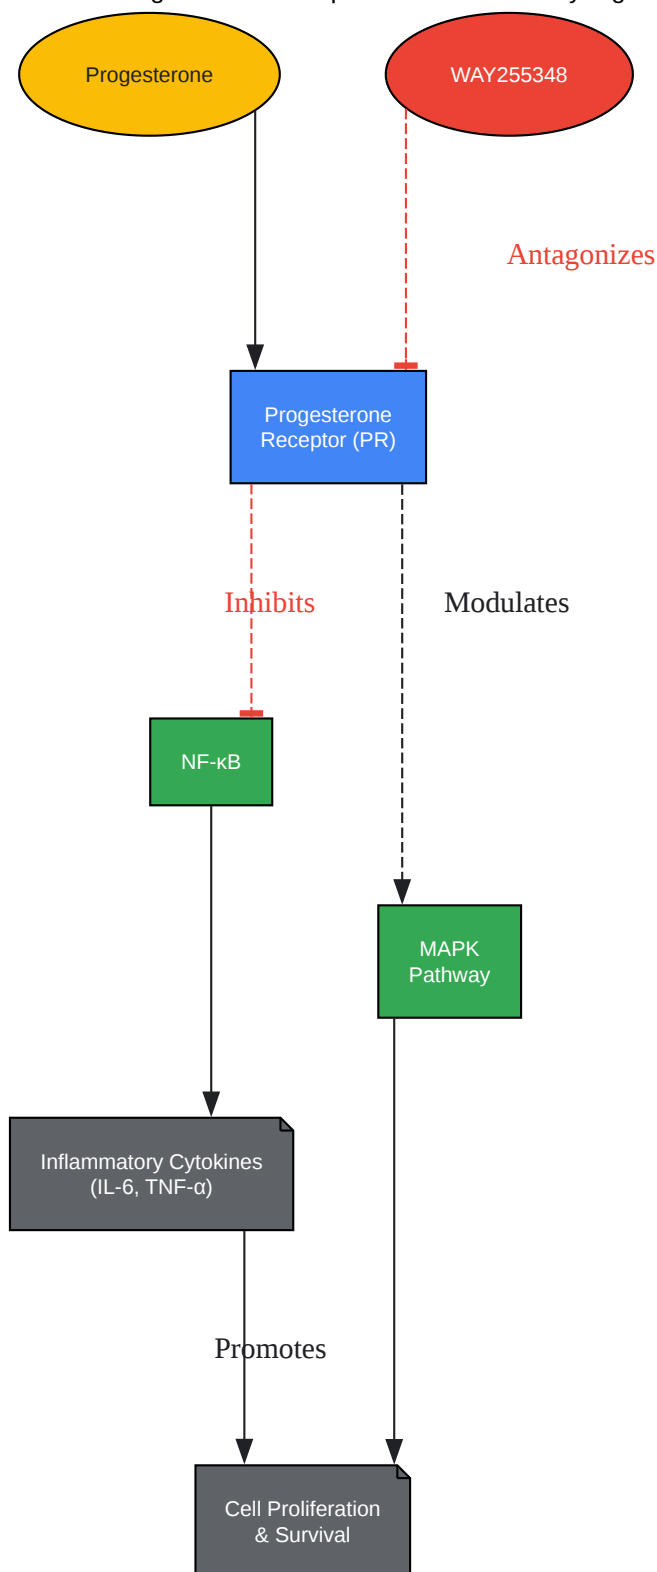 Progesterone
WAY255348
Antagonizes
Progesterone
Receptor (PR)
Inhibits
Modulates
NF-κB
MAPK
Pathway
Inflammatory Cytokines
(IL-6, TNF-α)
Promotes
Cell Proliferation
& Survival